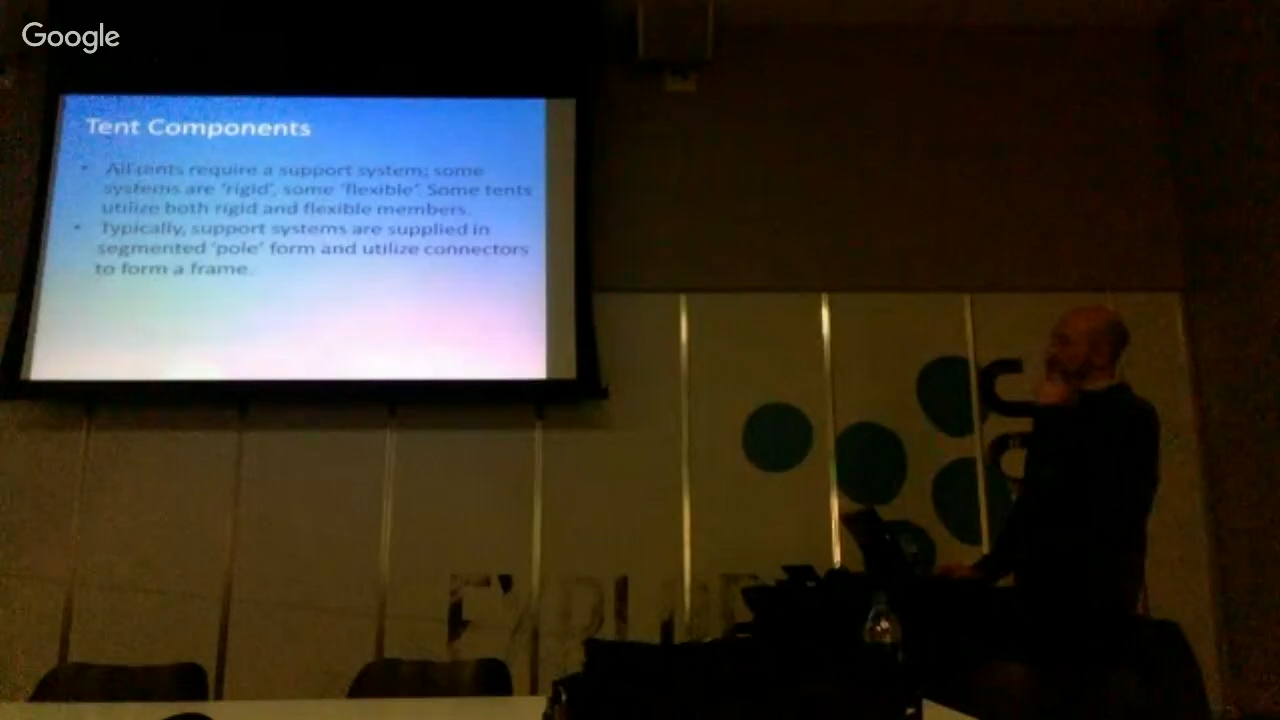 Google
Tent Components
• All tents require a support system; some
systems are 'rigid', some 'flexible'. Some tents
utilize both rigid and flexible members.
• Typically, support systems are supplied in
segmented 'pole' form and utilize connectors
to form a frame.